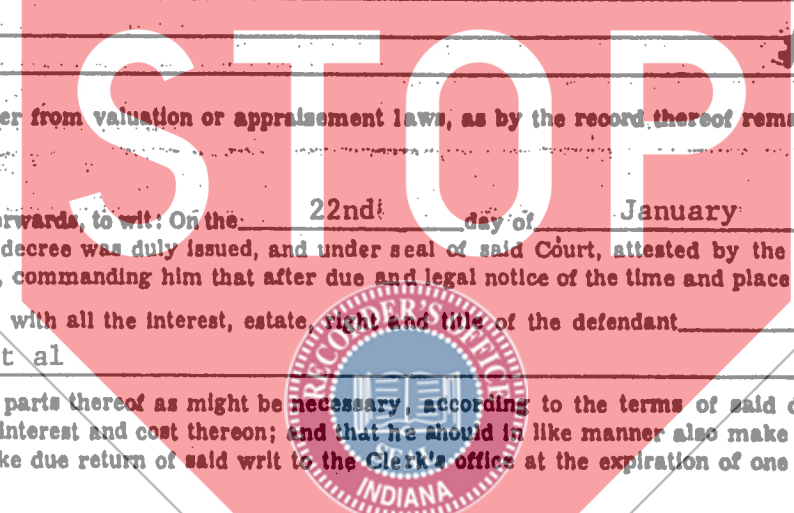 STOP
er from valuation or appraisement laws, as by the record thereof rema
erwards, to wit: On the 22nd day of January
decree was duly issued, and under seal of said Court, attested by the
, commanding him that after due and legal notice of the time and place
with all the interest, estate, right and title of the defendant
t al
parts thereof as might be necessary, according to the terms of said d
interest and cost thereon; and that he should in like manner also make
ke due return of said writ to the Clerk's office at the expiration of one
RECORDER'S OFFICE
INDIANA